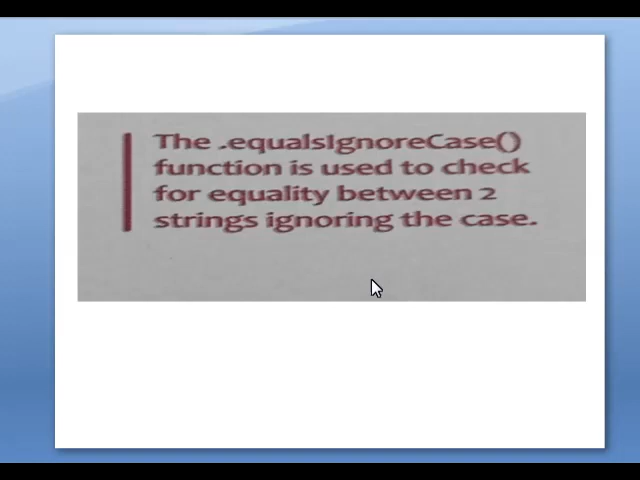 The .equalsIgnoreCase()
function is used to check
for equality between 2
strings ignoring the case.